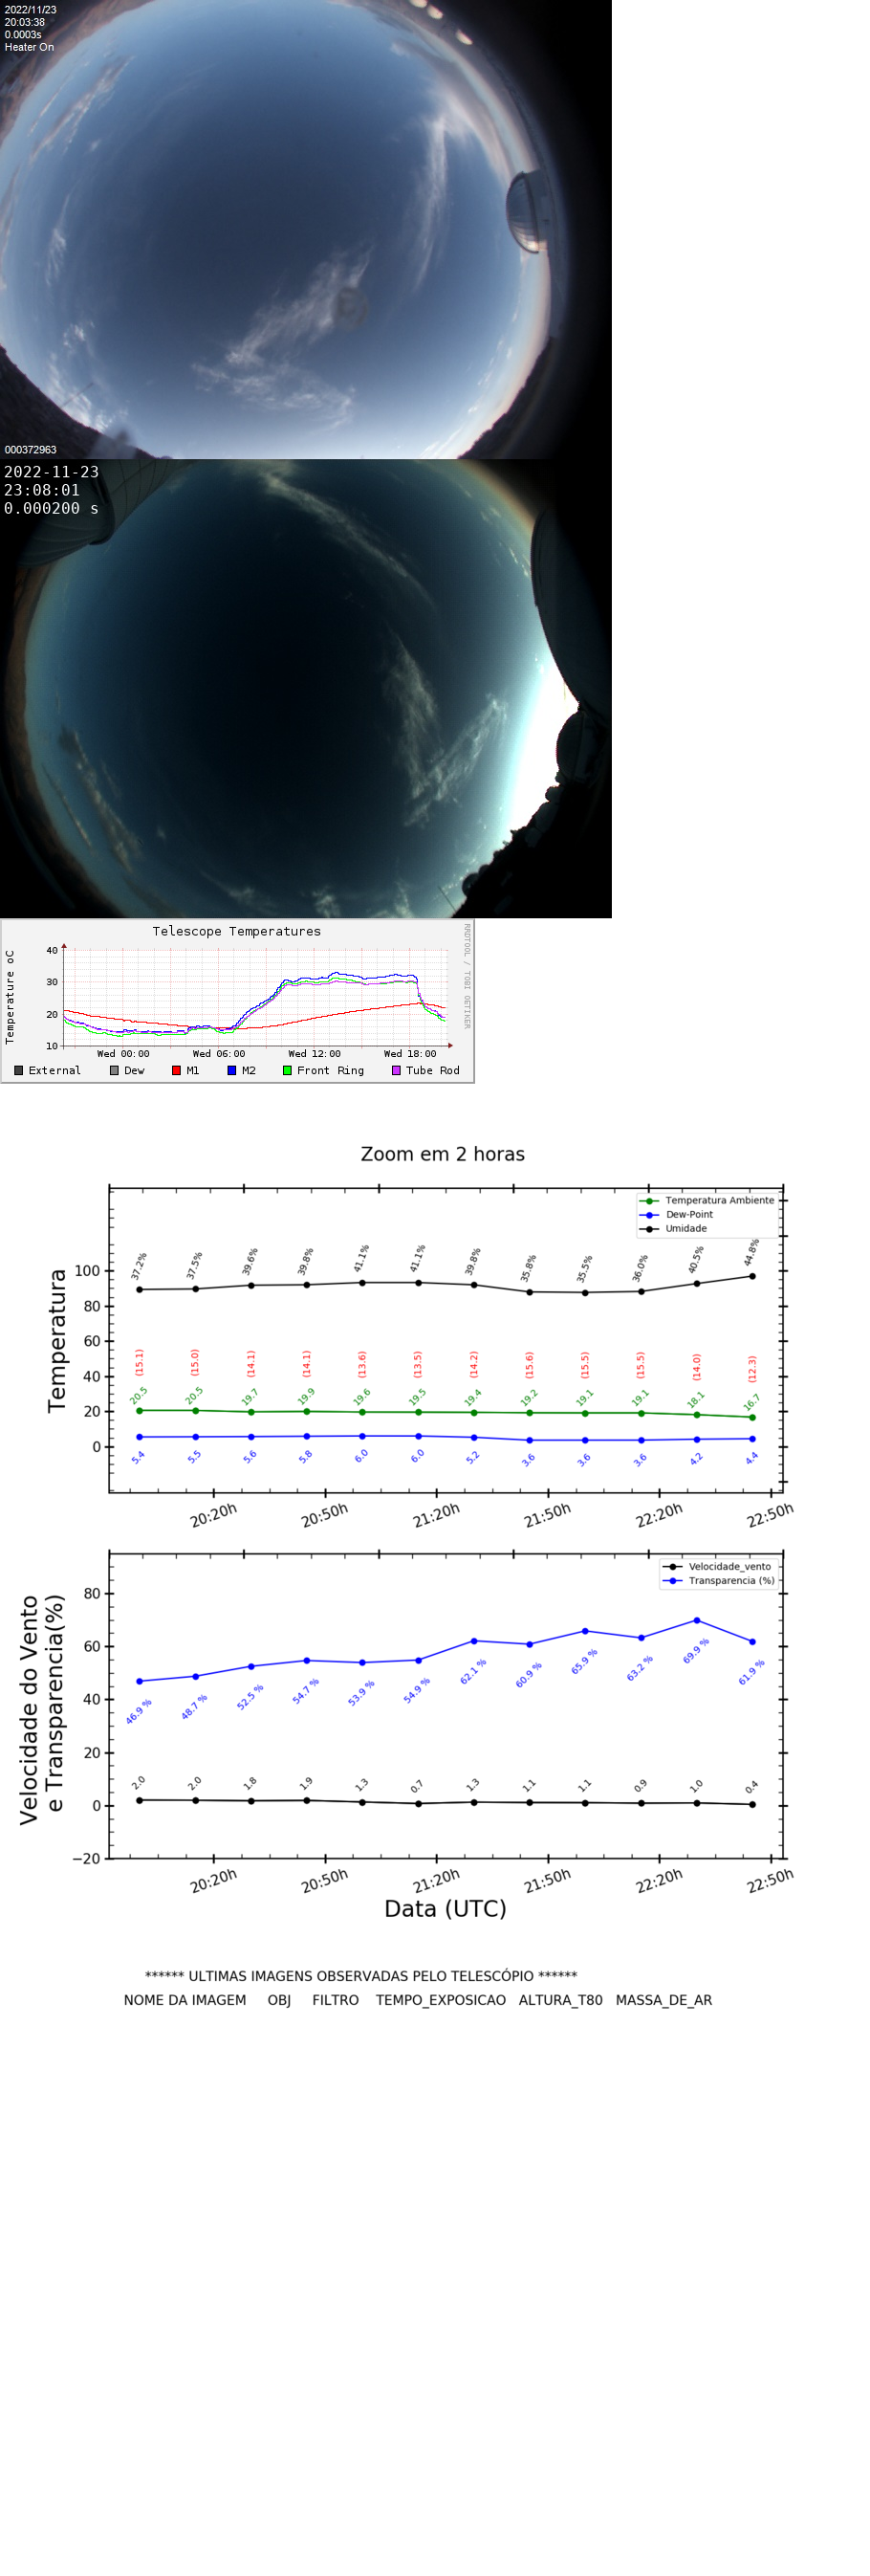 2022/11/23
20:03:38
0.0003s
Heater On
000372963
2022-11-23
23:08:01
0.000200 s
Telescope Temperatures
RRDTOOL / TOBI OETIKER
Temperature oC
40
30
20
10
Wed 00:00 Wed 06:00 Wed 12:00 Wed 18:00
External Dew M1 M2 Front Ring Tube Rod
Zoom em 2 horas
Temperatura Ambiente
Dew-Point
Umidade
Temperatura
100
80
60
40
20
0
37.2% 37.5% 39.6% 39.8% 41.1% 41.1% 39.8% 35.8% 35.5% 36.0% 40.5% 44.8%
(15.1) (15.0) (14.1) (14.1) (13.6) (13.5) (14.2) (15.6) (15.5) (15.5) (14.0) (12.3)
20.5 20.5 19.7 19.9 19.6 19.5 19.4 19.2 19.1 19.1 18.1 16.7
5.4 5.5 5.6 5.8 6.0 6.0 5.2 3.6 3.6 3.6 4.2 4.4
20:20h 20:50h 21:20h 21:50h 22:20h 22:50h
Velocidade_vento
Transparencia (%)
Velocidade do Vento
e Transparencia(%)
80
60
40
20
0
−20
46.9 % 48.7 % 52.5 % 54.7 % 53.9 % 54.9 % 62.1 % 60.9 % 65.9 % 63.2 % 69.9 % 61.9 %
2.0 2.0 1.8 1.9 1.3 0.7 1.3 1.1 1.1 0.9 1.0 0.4
20:20h 20:50h 21:20h 21:50h 22:20h 22:50h
Data (UTC)
****** ULTIMAS IMAGENS OBSERVADAS PELO TELESCÓPIO ******
NOME DA IMAGEM OBJ FILTRO TEMPO_EXPOSICAO ALTURA_T80 MASSA_DE_AR